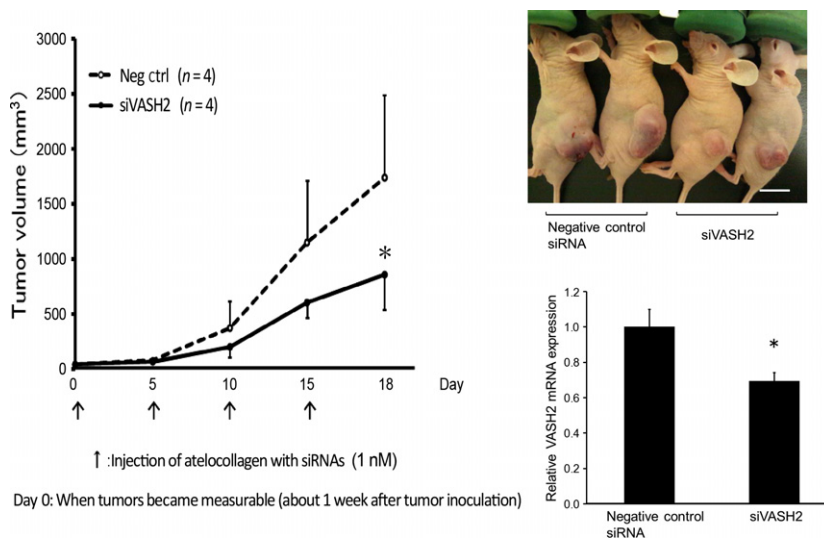 3000
Neg ctrl (n = 4)
2500
siVASH2 (n = 4)
2000
1500
1000
*
500
0
Tumor volume (mm³)
0 5 10 15 18 Day
↑ ↑ ↑ ↑
↑ :Injection of atelocollagen with siRNAs (1 nM)
Day 0: When tumors became measurable (about 1 week after tumor inoculation)
Negative control
siRNA
siVASH2
1.2
1.0
*
0.8
0.6
0.4
0.2
0.0
Relative VASH2 mRNA expression
Negative control
siRNA
siVASH2